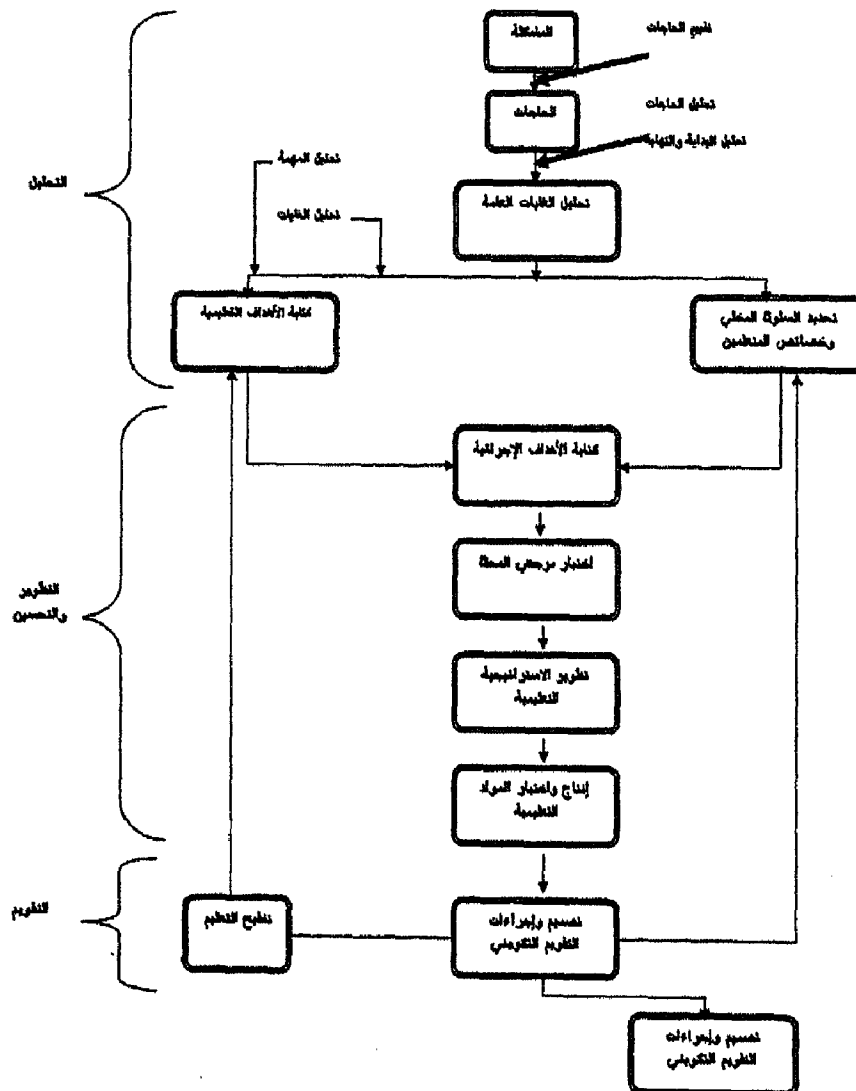 المشكلة
تقييم الحاجات
الحاجات
تحليل الحاجات
تحليل البداية والنهاية
تحليل المهمة
التحليل
تحليل الغايات العامة
تحليل الغايات
كتابة الأهداف التعليمية
تحديد السلوك المدخلي
وخصائص المتعلمين
كتابة الأهداف الإجرائية
اختبار مرجعي المحك
التطوير
والتحسين
تطوير الاستراتيجية
التعليمية
إنتاج واختبار المواد
التعليمية
التقويم
تنقيح التعليم
تصميم وإجراءات
التقويم التكويني
تصميم وإجراءات
التقويم التكويني